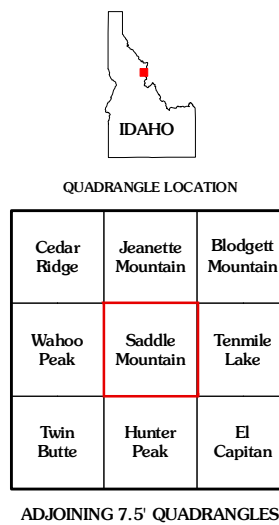 IDAHO
QUADRANGLE LOCATION
Cedar
Ridge
Jeanette
Mountain
Blodgett
Mountain
Wahoo
Peak
Saddle
Mountain
Tenmile
Lake
Twin
Butte
Hunter
Peak
El
Capitan
ADJOINING 7.5' QUADRANGLES